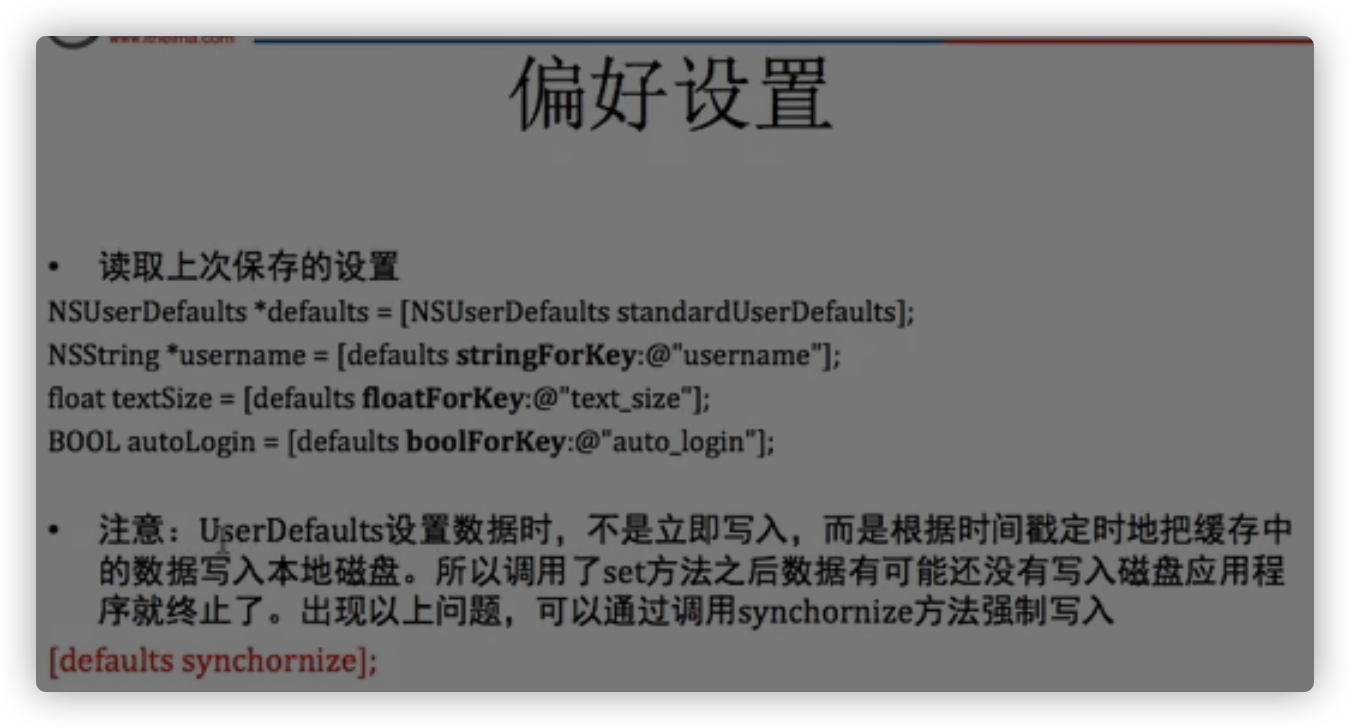 偏好设置
• 读取上次保存的设置
NSUserDefaults *defaults = [NSUserDefaults standardUserDefaults];
NSString *username = [defaults stringForKey:@"username"];
float textSize = [defaults floatForKey:@"text_size"];
BOOL autoLogin = [defaults boolForKey:@"auto_login"];
• 注意：UserDefaults设置数据时，不是立即写入，而是根据时间戳定时地把缓存中
的数据写入本地磁盘。所以调用了set方法之后数据有可能还没有写入磁盘应用程
序就终止了。出现以上问题，可以通过调用synchornize方法强制写入
[defaults synchornize];